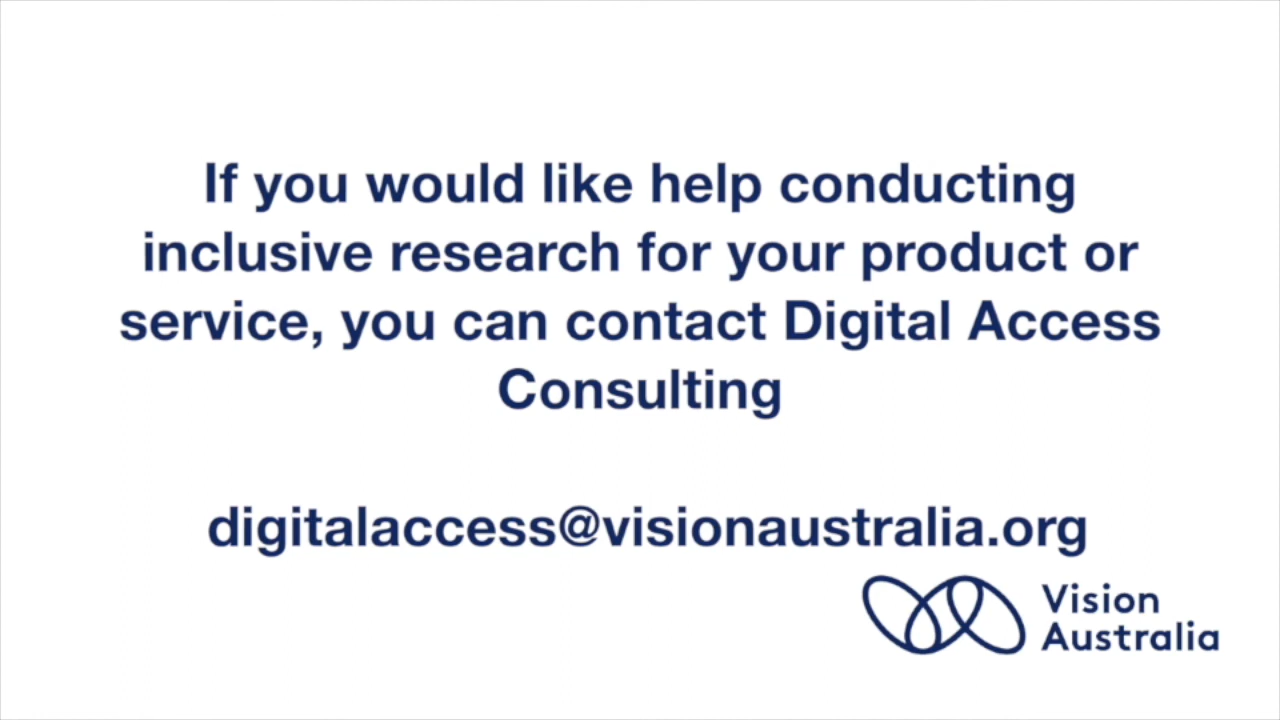 If you would like help conducting
inclusive research for your product or
service, you can contact Digital Access
Consulting
digitalaccess@visionaustralia.org
Vision
Australia